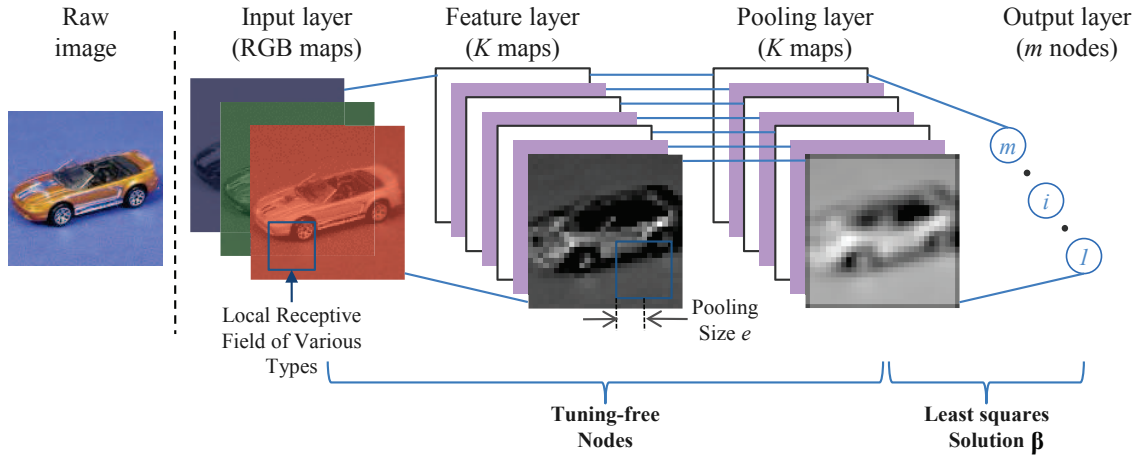 Raw
image
Input layer
(RGB maps)
Feature layer
(K maps)
Pooling layer
(K maps)
Output layer
(m nodes)
m
i
1
Local Receptive
Field of Various
Types
Pooling
Size e
Tuning-free
Nodes
Least squares
Solution β